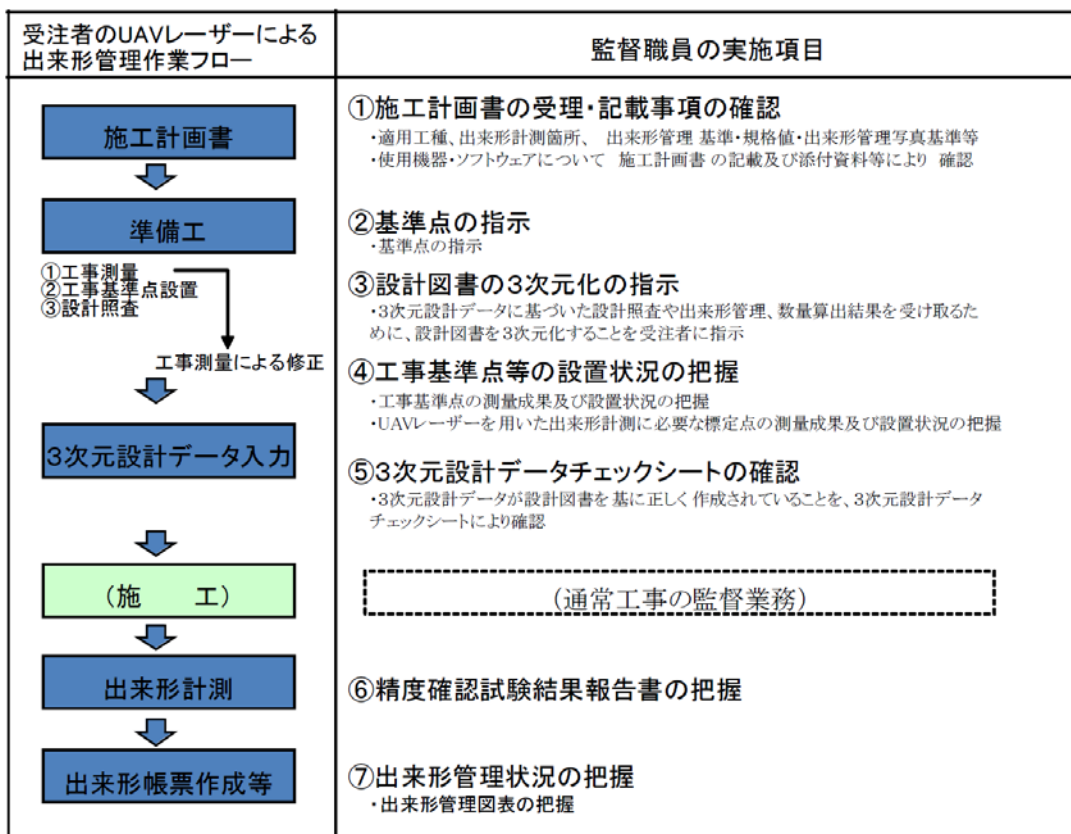 受注者のUAVレーザーによる
出来形管理作業フロー
監督職員の実施項目
施工計画書
①施工計画書の受理・記載事項の確認
・適用工種、出来形計測箇所、 出来形管理 基準・規格値・出来形管理写真基準等
・使用機器・ソフトウェアについて 施工計画書 の記載及び添付資料等により 確認
準備工
②基準点の指示
・基準点の指示
①工事測量
②工事基準点設置
③設計照査
工事測量による修正
③設計図書の3次元化の指示
・3次元設計データに基づいた設計照査や出来形管理、数量算出結果を受け取るた
めに、設計図書を3次元化することを受注者に指示
④工事基準点等の設置状況の把握
・工事基準点の測量成果及び設置状況の把握
・UAVレーザーを用いた出来形計測に必要な標定点の測量成果及び設置状況の把握
3次元設計データ入力
⑤3次元設計データチェックシートの確認
・3次元設計データが設計図書を基に正しく作成されていることを、3次元設計データ
チェックシートにより確認
(施 工)
(通常工事の監督業務)
出来形計測
⑥精度確認試験結果報告書の把握
出来形帳票作成等
⑦出来形管理状況の把握
・出来形管理図表の把握